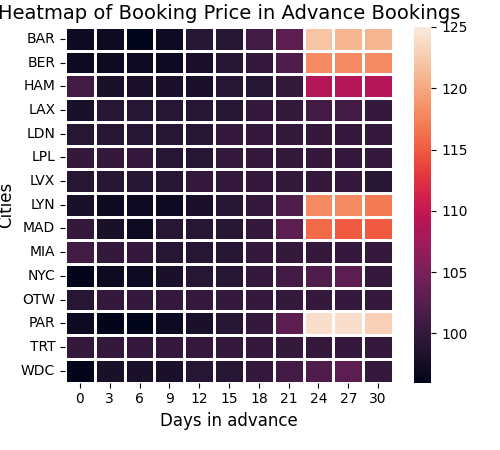 Heatmap of Booking Price in Advance Bookings
BAR
BER
HAM
LAX
LDN
LPL
LVX
LYN
MAD
MIA
NYC
OTW
PAR
TRT
WDC
Cities
0 3 6 9 12 15 18 21 24 27 30
Days in advance
125
120
115
110
105
100